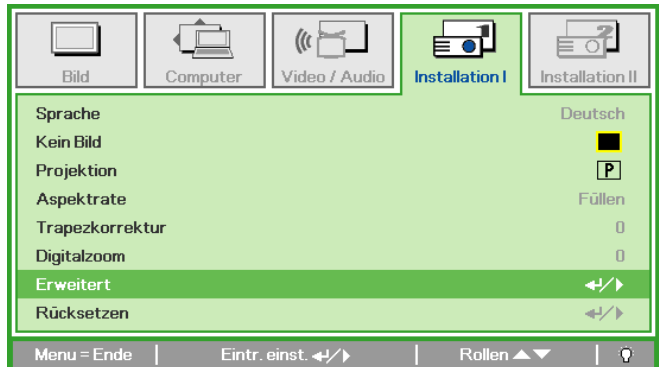 Bild Computer Video / Audio Installation I Installation II
Sprache Deutsch
Kein Bild
Projektion P
Aspektrate Füllen
Trapezkorrektur 0
Digitalzoom 0
Erweitert ↵/▶
Rücksetzen ↵/▶
Menu = Ende | Eintr. einst. ↵/▶ | Rollen ▲▼ |